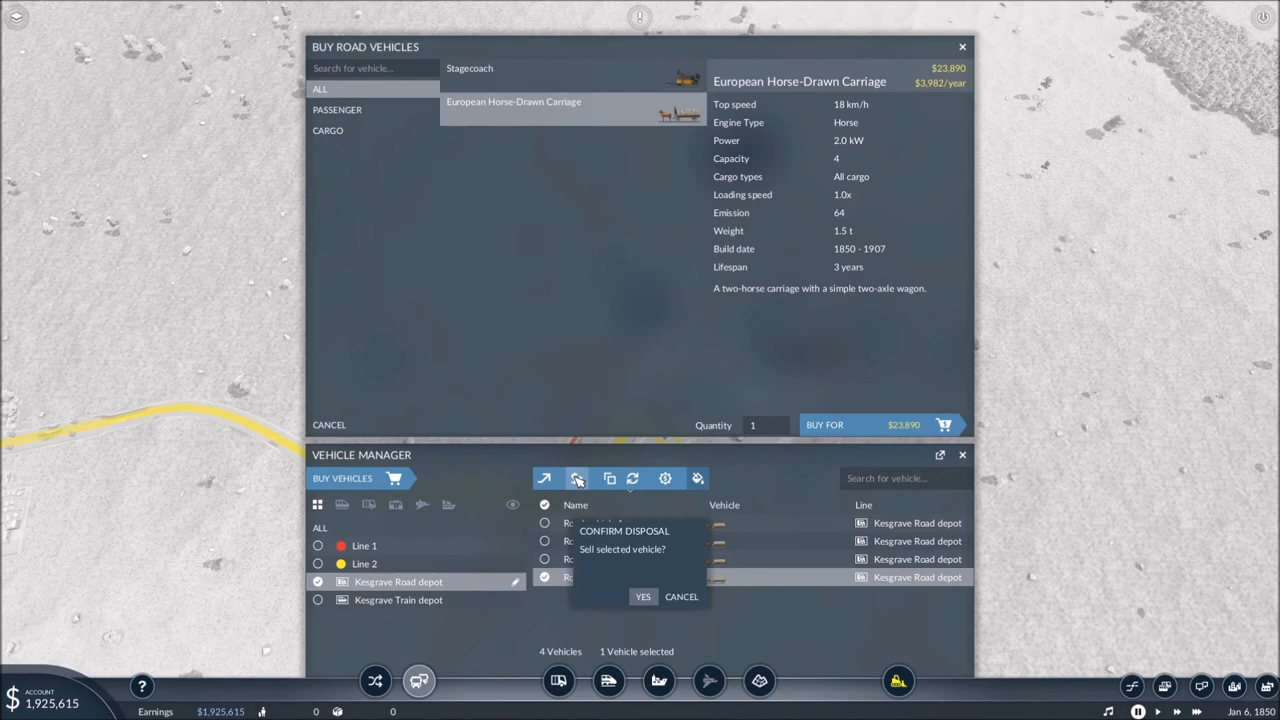 BUY ROAD VEHICLES
Search for vehicle...
ALL
PASSENGER
CARGO
Stagecoach
European Horse-Drawn Carriage
European Horse-Drawn Carriage
$23,890
$3,982/year
Top speed 18 km/h
Engine Type Horse
Power 2.0 kW
Capacity 4
Cargo types All cargo
Loading speed 1.0x
Emission 64
Weight 1.5 t
Build date 1850 - 1907
Lifespan 3 years
A two-horse carriage with a simple two-axle wagon.
CANCEL
Quantity 1
BUY FOR $23,890
VEHICLE MANAGER
BUY VEHICLES
Search for vehicle...
ALL
Line 1
Line 2
Kesgrave Road depot
Kesgrave Train depot
Name Vehicle Line
Kesgrave Road depot
Kesgrave Road depot
Kesgrave Road depot
Kesgrave Road depot
CONFIRM DISPOSAL
Sell selected vehicle?
YES CANCEL
4 Vehicles 1 Vehicle selected
$ ACCOUNT
1,925,615
?
Earnings $1,925,615 0 0
Jan 6, 1850